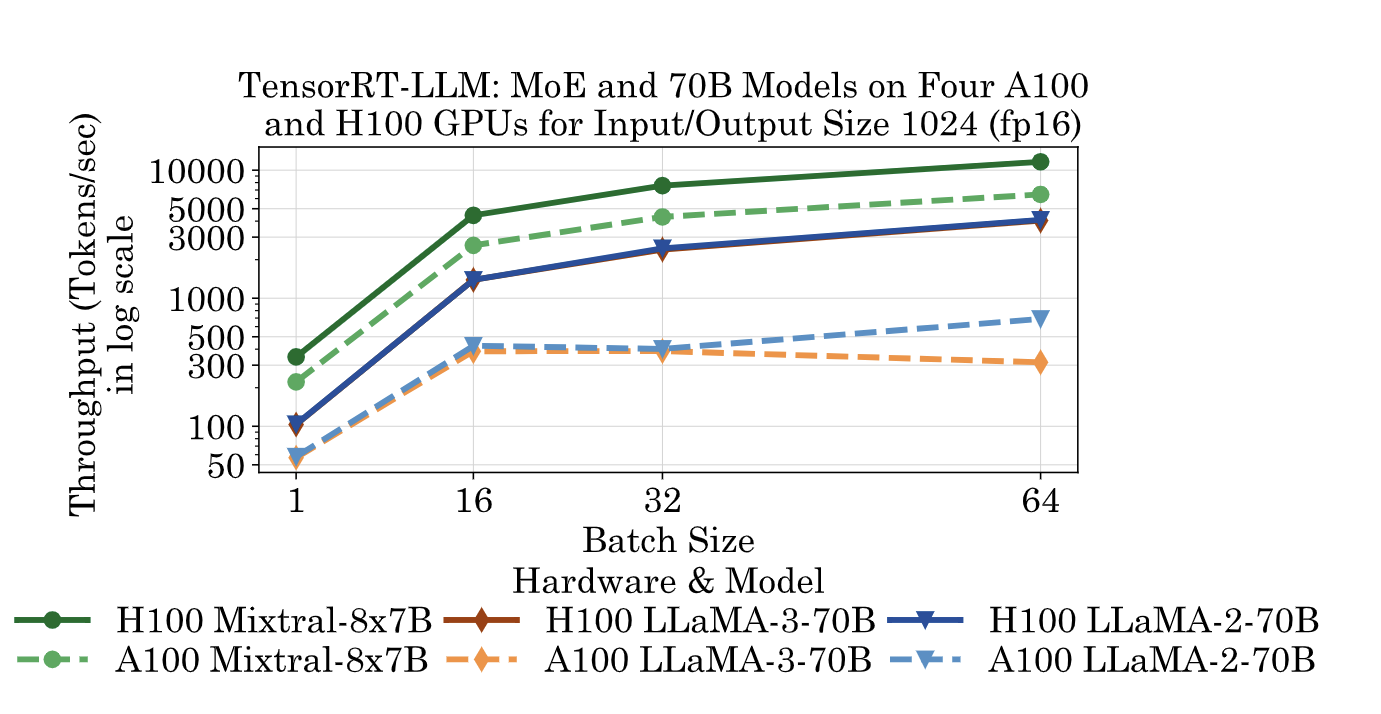 TensorRT-LLM: MoE and 70B Models on Four A100
and H100 GPUs for Input/Output Size 1024 (fp16)
Throughput (Tokens/sec)
in log scale
10000
5000
3000
1000
500
300
100
50
1 16 32 64
Batch Size
Hardware & Model
H100 Mixtral-8x7B H100 LLaMA-3-70B H100 LLaMA-2-70B
A100 Mixtral-8x7B A100 LLaMA-3-70B A100 LLaMA-2-70B